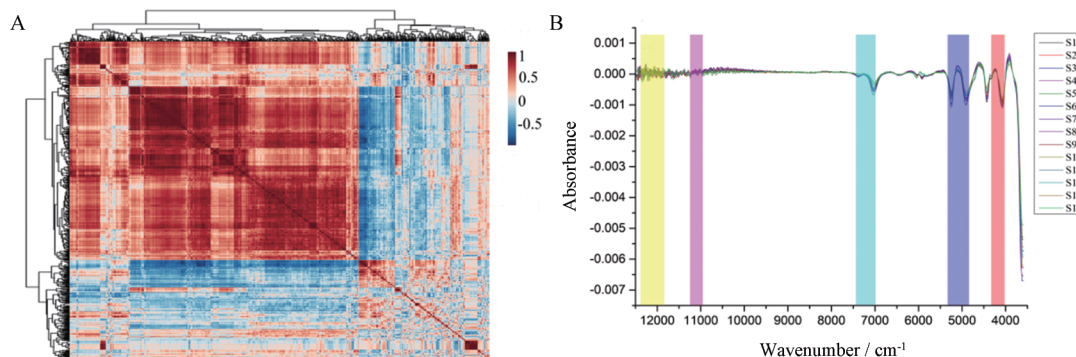 A
1
0.5
0
-0.5
B
Absorbance
0.001
0.000
-0.001
-0.002
-0.003
-0.004
-0.005
-0.006
-0.007
12000 11000 10000 9000 8000 7000 6000 5000 4000
Wavenumber / cm-1
S1
S2
S3
S4
S5
S6
S7
S8
S9
S1
S1
S1
S1
S1